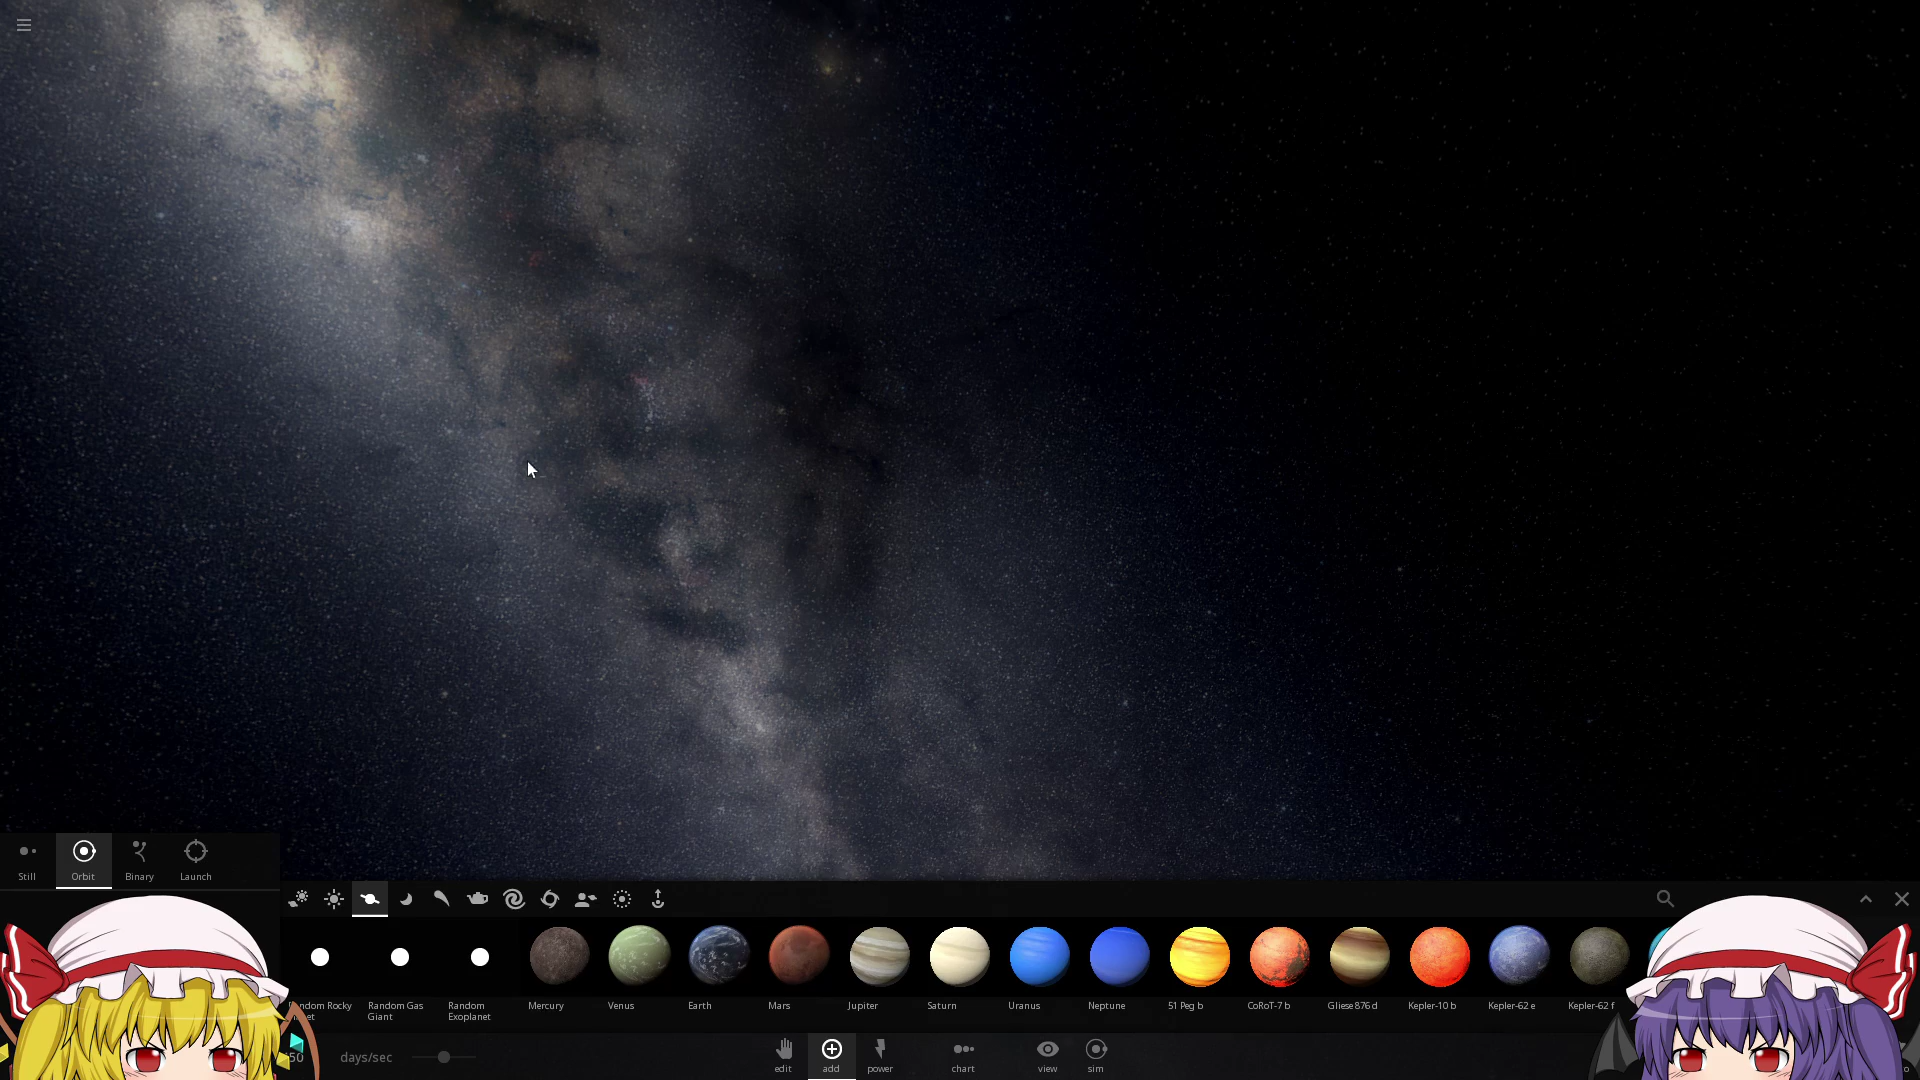 Still
Orbit
Binary
Launch
Random Gas
Giant
Random
Exoplanet
Mercury
Venus
Earth
Mars
Jupiter
Saturn
Uranus
Neptune
51 Peg b
CoRoT-7 b
Gliese 876 d
Kepler-10 b
Kepler-62 e
Kepler-62 f
days/sec
edit
add
power
chart
view
sim